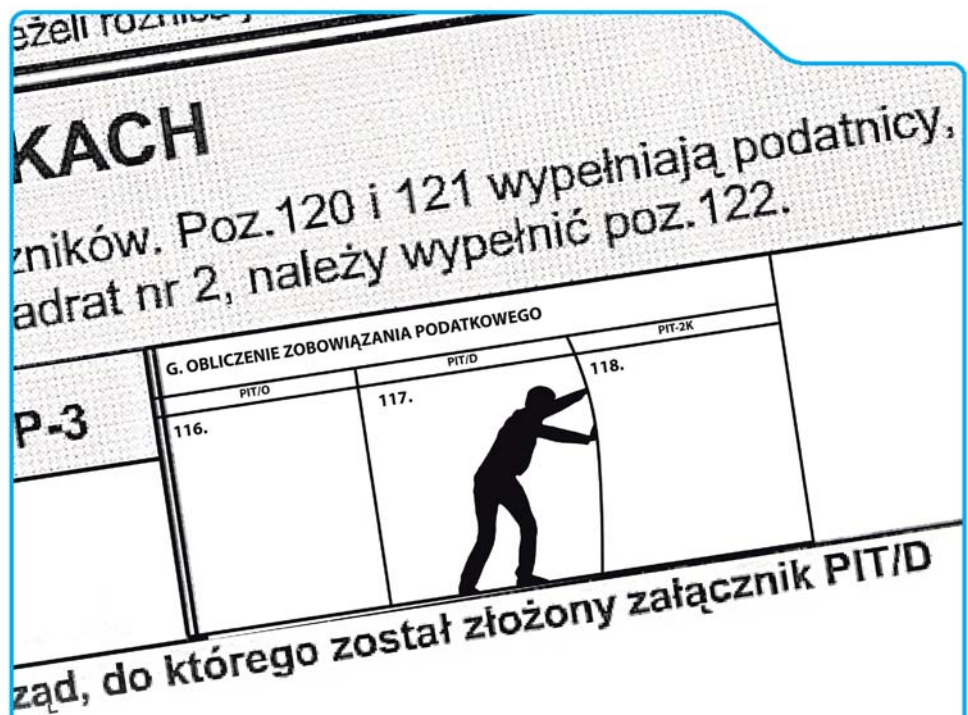 eżeli różnica
KACH
zników. Poz.120 i 121 wypełniają podatnicy,
adrat nr 2, należy wypełnić poz.122.
P-3
G. OBLICZENIE ZOBOWIĄZANIA PODATKOWEGO
PIT/O PIT/D PIT-2K
116. 117. 118.
ząd, do którego został złożony załącznik PIT/D